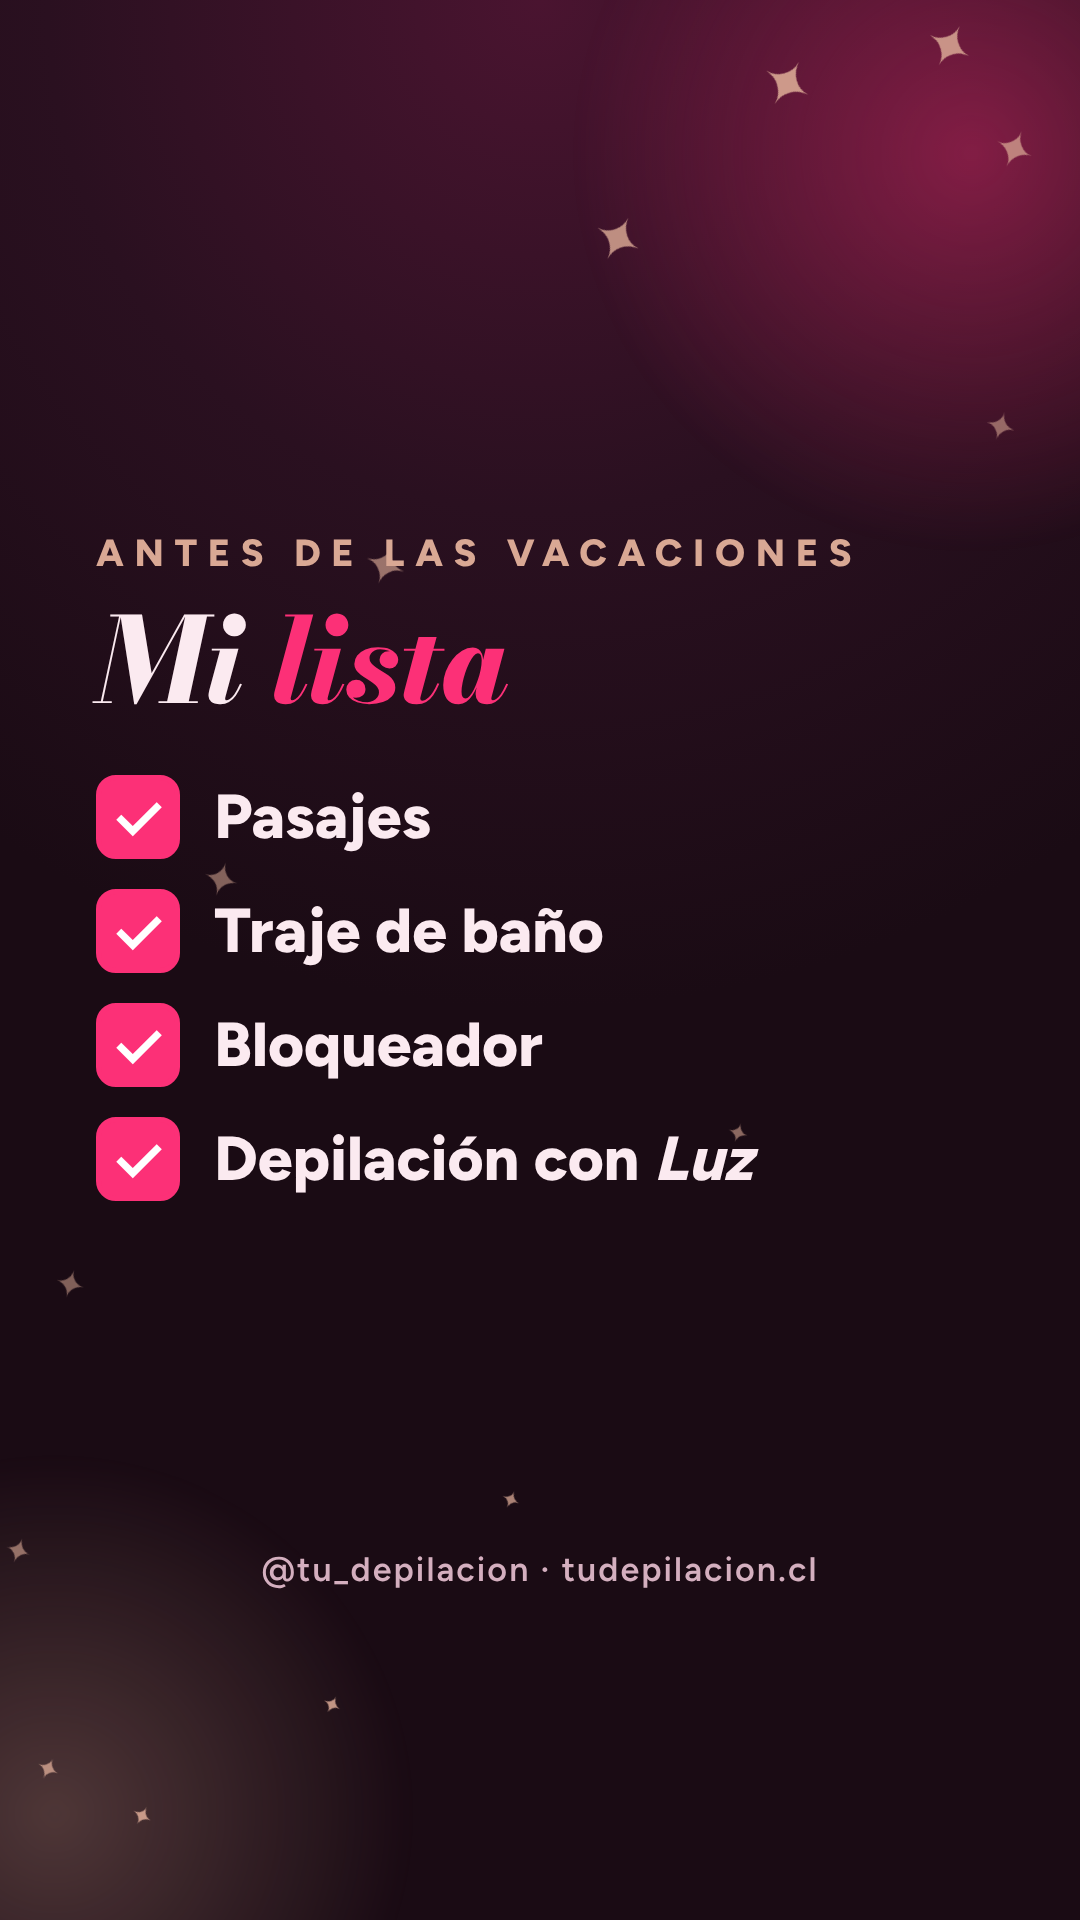 ANTES DE LAS VACACIONES
Mi lista
Pasajes
Traje de baño
Bloqueador
Depilación con Luz
@tu_depilacion · tudepilacion.cl